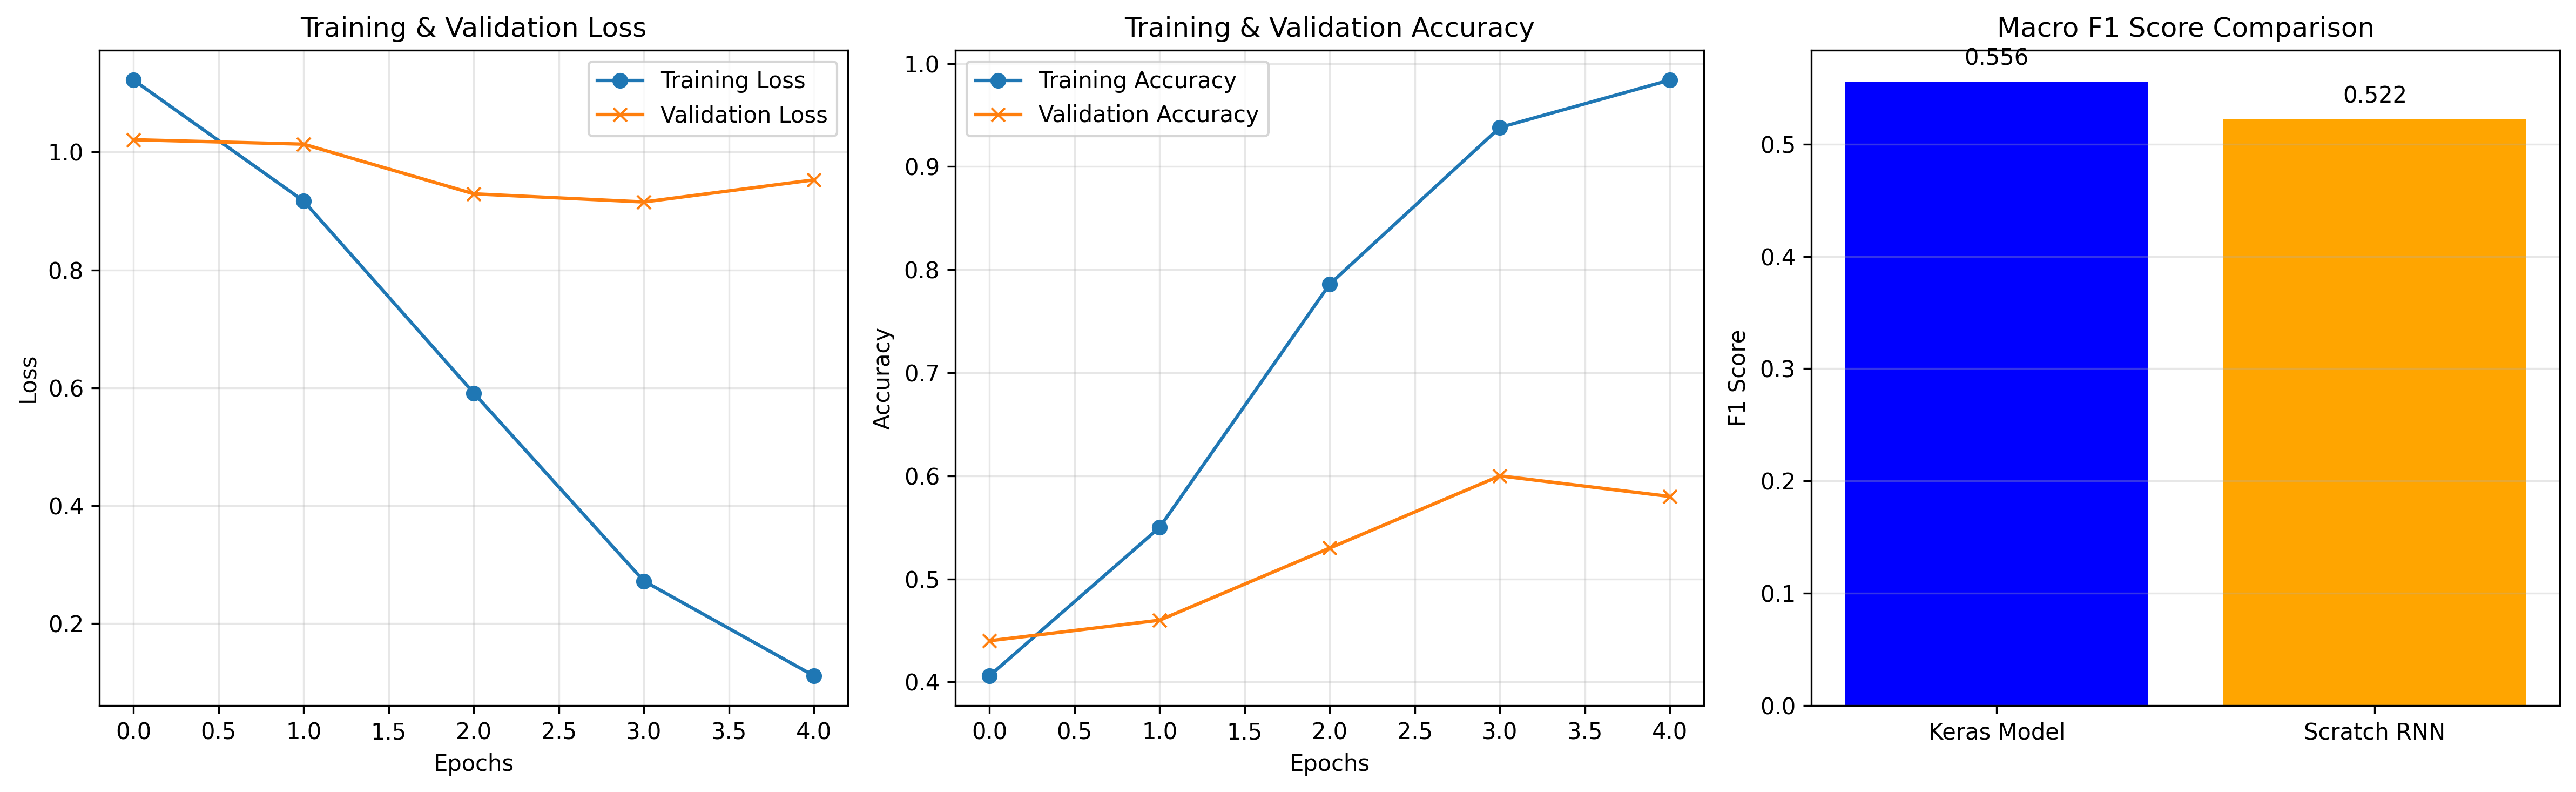 Training & Validation Loss
Training Loss
Validation Loss
Loss
1.0
0.8
0.6
0.4
0.2
0.0 0.5 1.0 1.5 2.0 2.5 3.0 3.5 4.0
Epochs
Training & Validation Accuracy
Training Accuracy
Validation Accuracy
Accuracy
1.0
0.9
0.8
0.7
0.6
0.5
0.4
0.0 0.5 1.0 1.5 2.0 2.5 3.0 3.5 4.0
Epochs
Macro F1 Score Comparison
0.556
0.522
F1 Score
0.5
0.4
0.3
0.2
0.1
0.0
Keras Model Scratch RNN